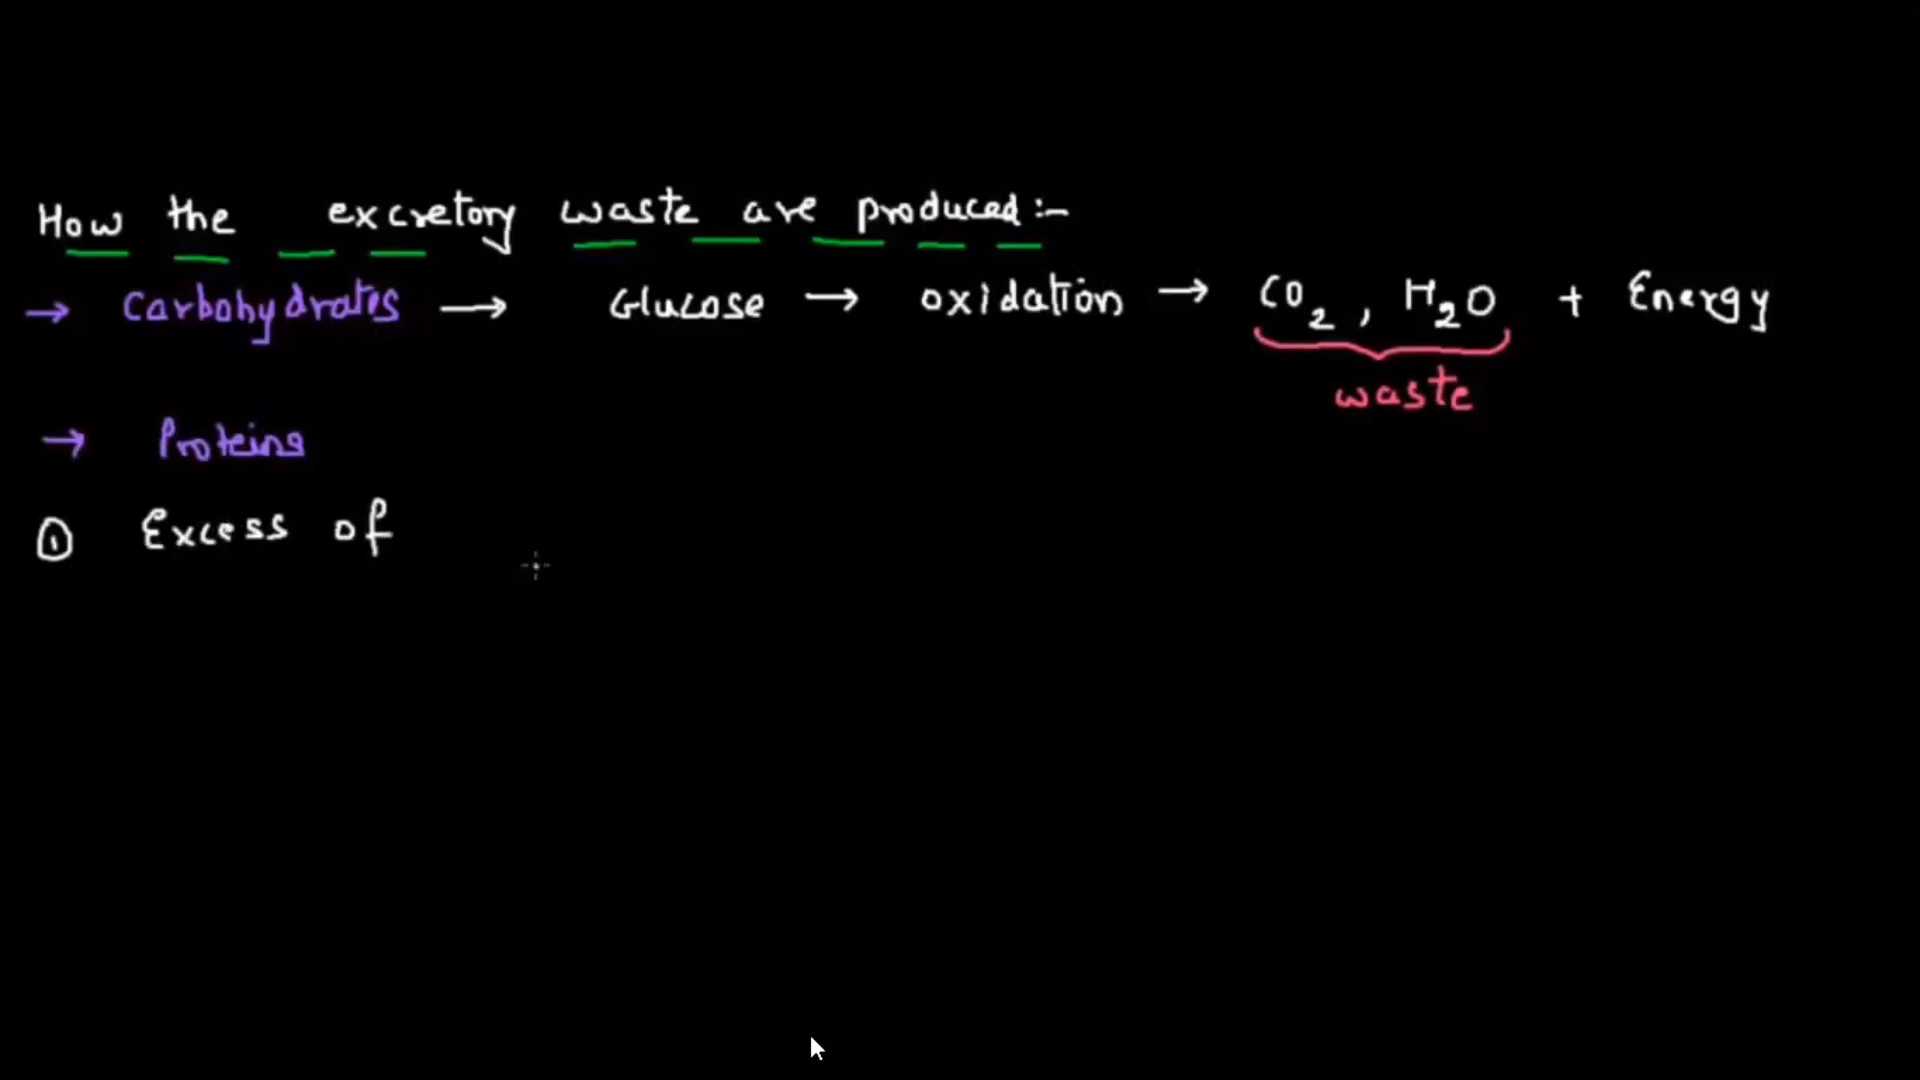 How the excretory waste are produced :-
→ Carbohydrates → Glucose → oxidation → CO₂ , H₂O + Energy
waste
→ Proteins
① Excess of